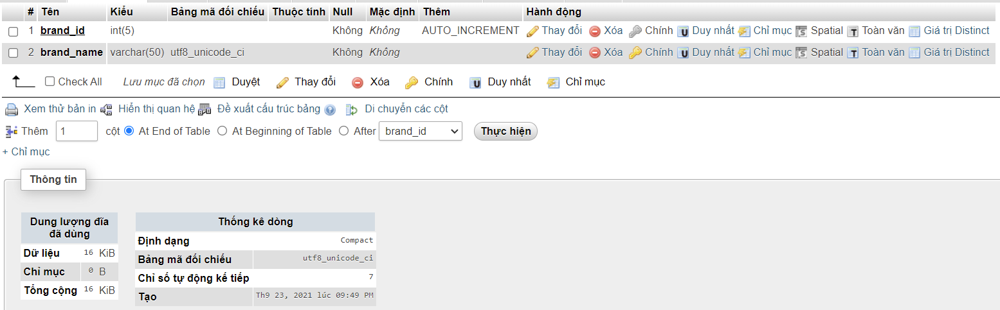 # Tên Kiểu Bảng mã đối chiếu Thuộc tính Null Mặc định Thêm Hành động
1 brand_id int(5) Không Không AUTO_INCREMENT Thay đổi Xóa Chính Duy nhất Chỉ mục Spatial Toàn văn Giá trị Distinct
2 brand_name varchar(50) utf8_unicode_ci Không Không Thay đổi Xóa Chính Duy nhất Chỉ mục Spatial Toàn văn Giá trị Distinct
Check All Lưu mục đã chọn Duyệt Thay đổi Xóa Chính Duy nhất Chỉ mục
Xem thử bản in Hiển thị quan hệ Đề xuất cấu trúc bảng Di chuyển các cột
Thêm 1 cột At End of Table At Beginning of Table After brand_id Thực hiện
+ Chỉ mục
Thông tin
Dung lượng đĩa
đã dùng
Dữ liệu 16 KiB
Chỉ mục 0 B
Tổng cộng 16 KiB
Thống kê dòng
Định dạng Compact
Bảng mã đối chiếu utf8_unicode_ci
Chỉ số tự động kế tiếp 7
Tạo Th9 23, 2021 lúc 09:49 PM